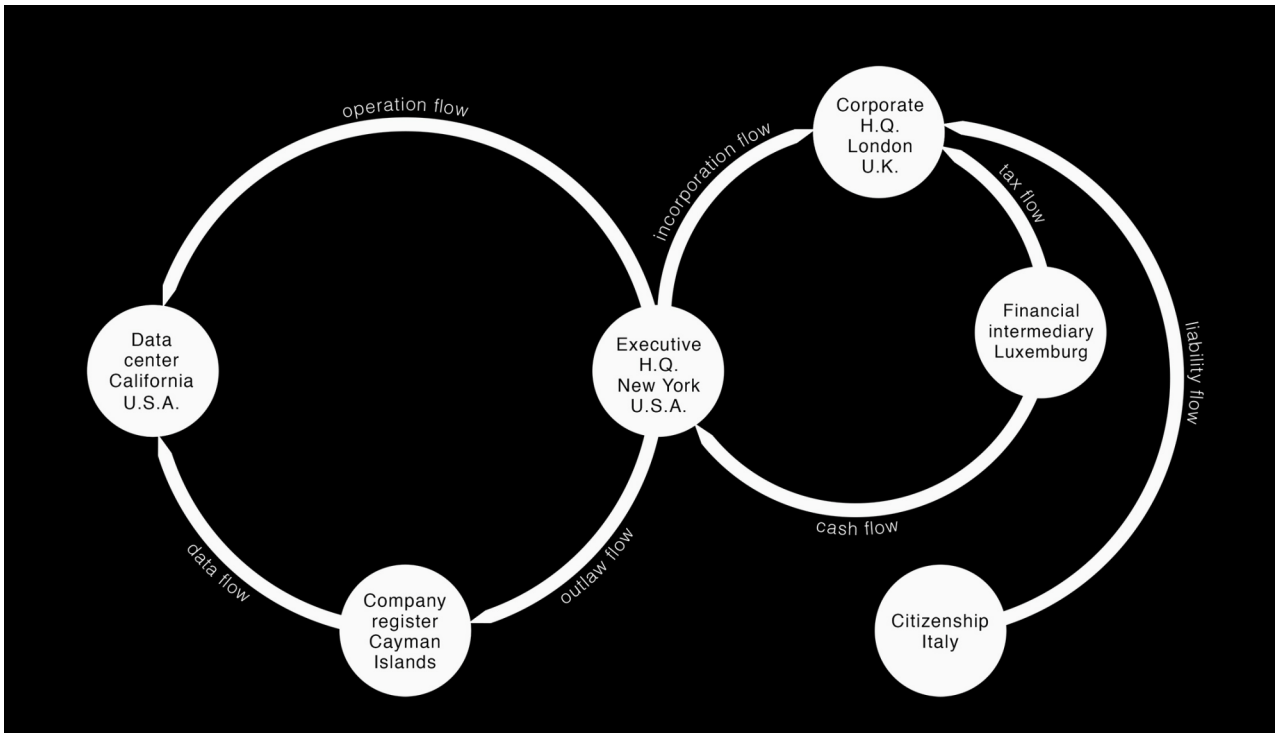 operation flow
incorporation flow
Corporate
H.Q.
London
U.K.
tax flow
Data
center
California
U.S.A.
Executive
H.Q.
New York
U.S.A.
Financial
intermediary
Luxemburg
liability flow
cash flow
data flow
outlaw flow
Company
register
Cayman
Islands
Citizenship
Italy